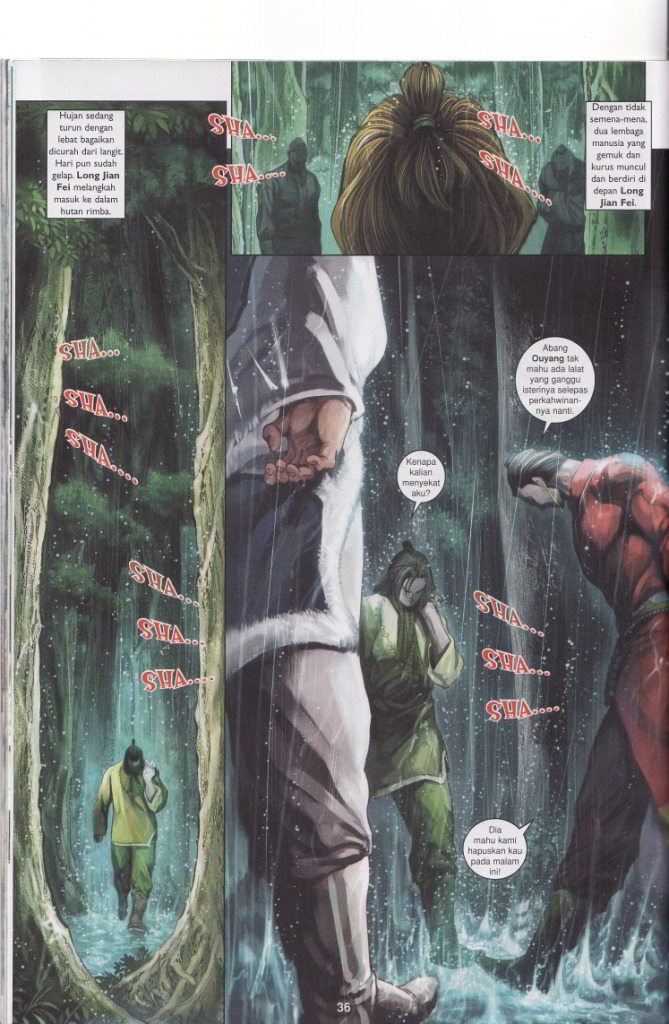 Hujan sedang
turun dengan
lebat bagaikan
dicurah dari langit.
Hari pun sudah
gelap. Long Jian
Fei melangkah
masuk ke dalam
hutan rimba.
SHA...
SHA...
SHA....
SHA...
SHA...
SHA....
SHA...
SHA....
SHA...
SHA....
Dengan tidak
semena-mena,
dua lembaga
manusia yang
gemuk dan
kurus muncul
dan berdiri di
depan Long
Jian Fei.
Kenapa
kalian
menyekat
aku?
Abang
Ouyang tak
mahu ada lalat
yang ganggu
isterinya selepas
perkahwinan-
nya nanti.
SHA...
SHA...
SHA....
Dia
mahu kami
hapuskan kau
pada malam
ini!
36